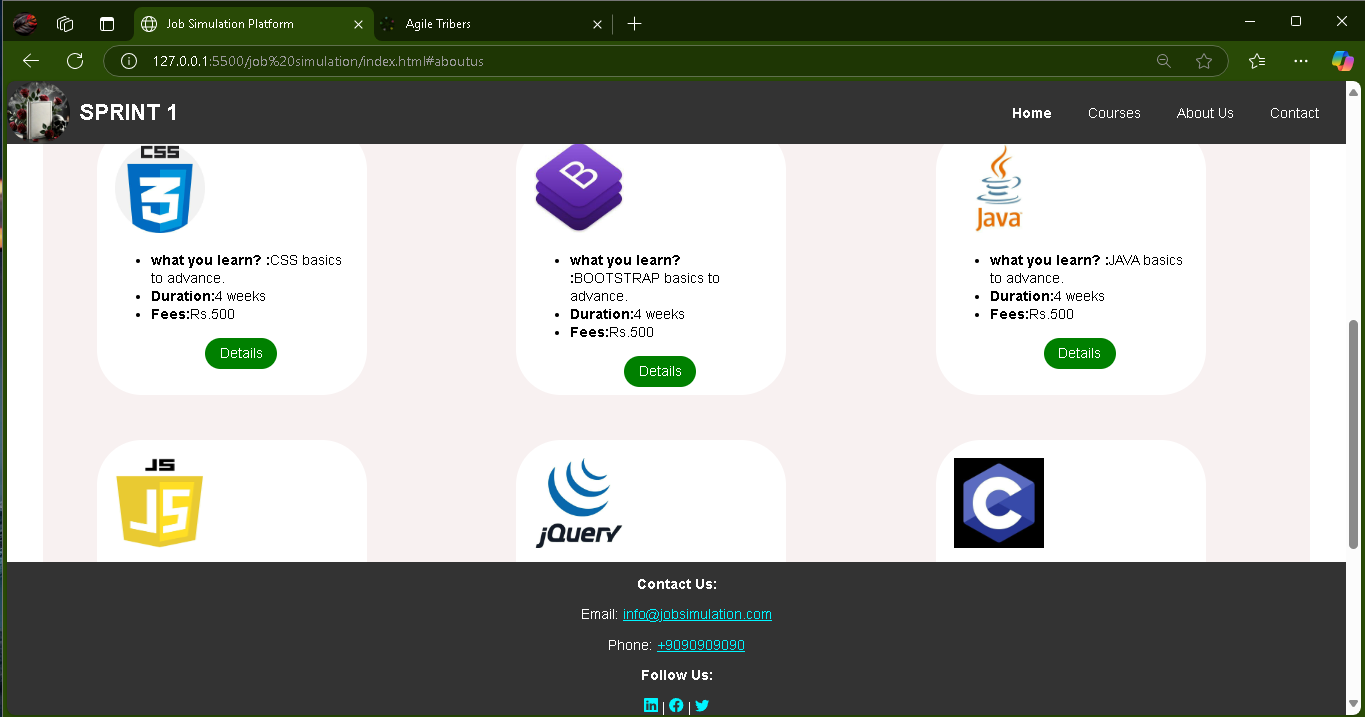 Job Simulation Platform
Agile Tribers
127.0.0.1:5500/job%20simulation/index.html#aboutus
SPRINT 1
Home
Courses
About Us
Contact
CSS
3
B
Java
what you learn? :CSS basics
to advance.
Duration:4 weeks
Fees:Rs.500
Details
what you learn?
:BOOTSTRAP basics to
advance.
Duration:4 weeks
Fees:Rs.500
Details
what you learn? :JAVA basics
to advance.
Duration:4 weeks
Fees:Rs.500
Details
JS
JS
jQuery
C
Contact Us:
Email: info@jobsimulation.com
Phone: +9090909090
Follow Us:
| |